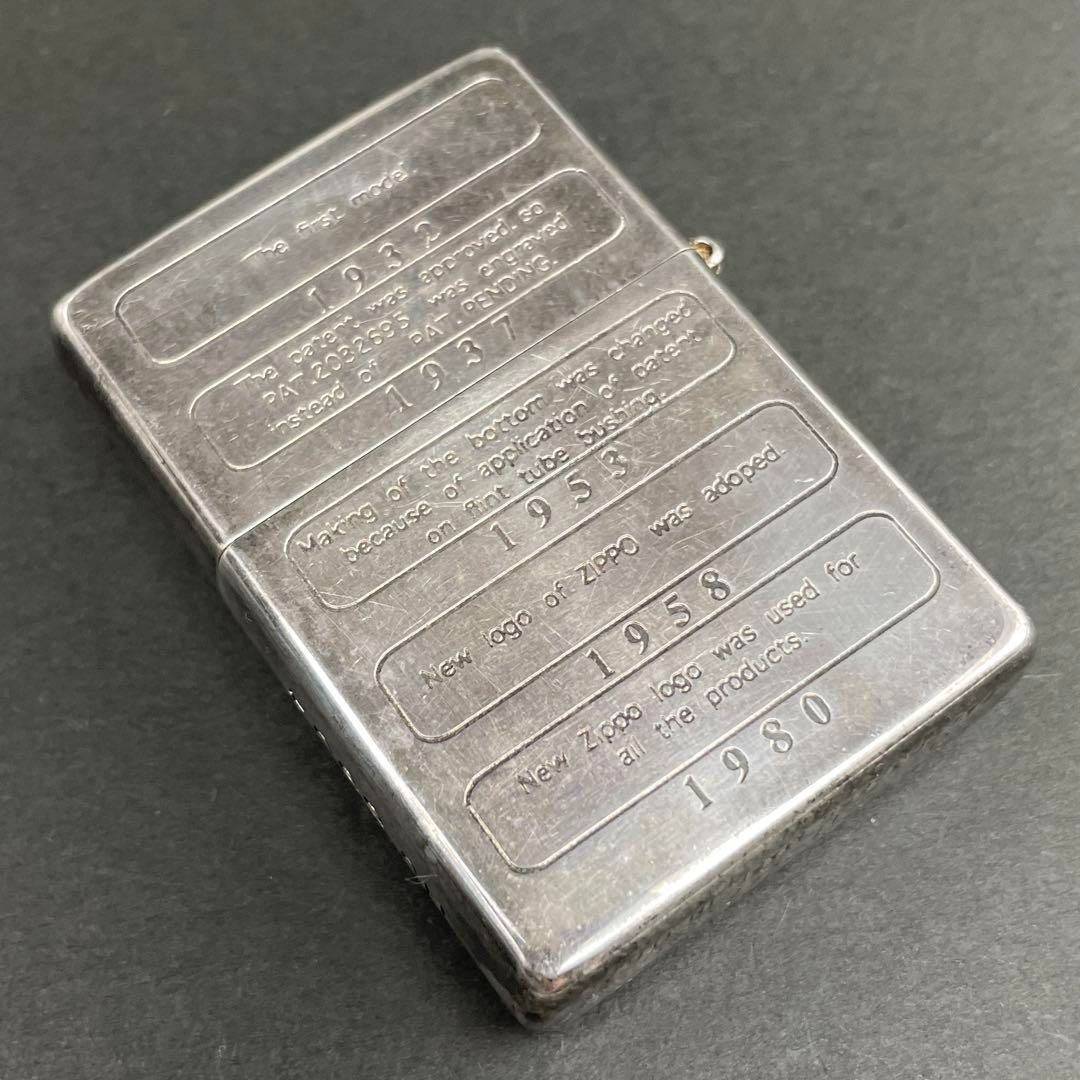 The first model
1932
The patent was approved, so
PAT.2082695 was engraved
instead of PAT.PENDING.
1937
Making of the bottom was changed
because of application of patent
on flint tube bushing.
1953
New logo of ZIPPO was adoped.
1958
New Zippo logo was used for
all the products.
1980